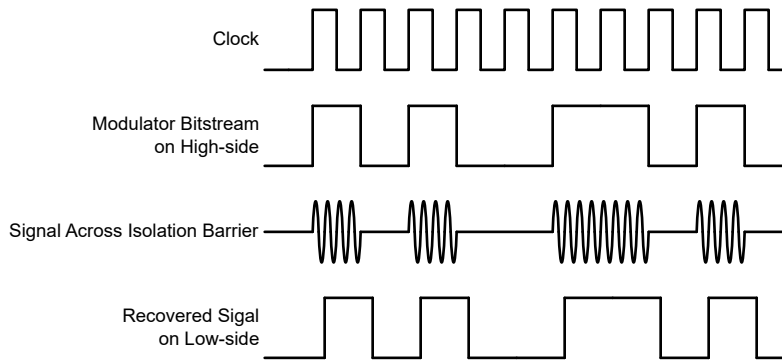 Clock
Modulator Bitstream
on High-side
Signal Across Isolation Barrier
Recovered Sigal
on Low-side